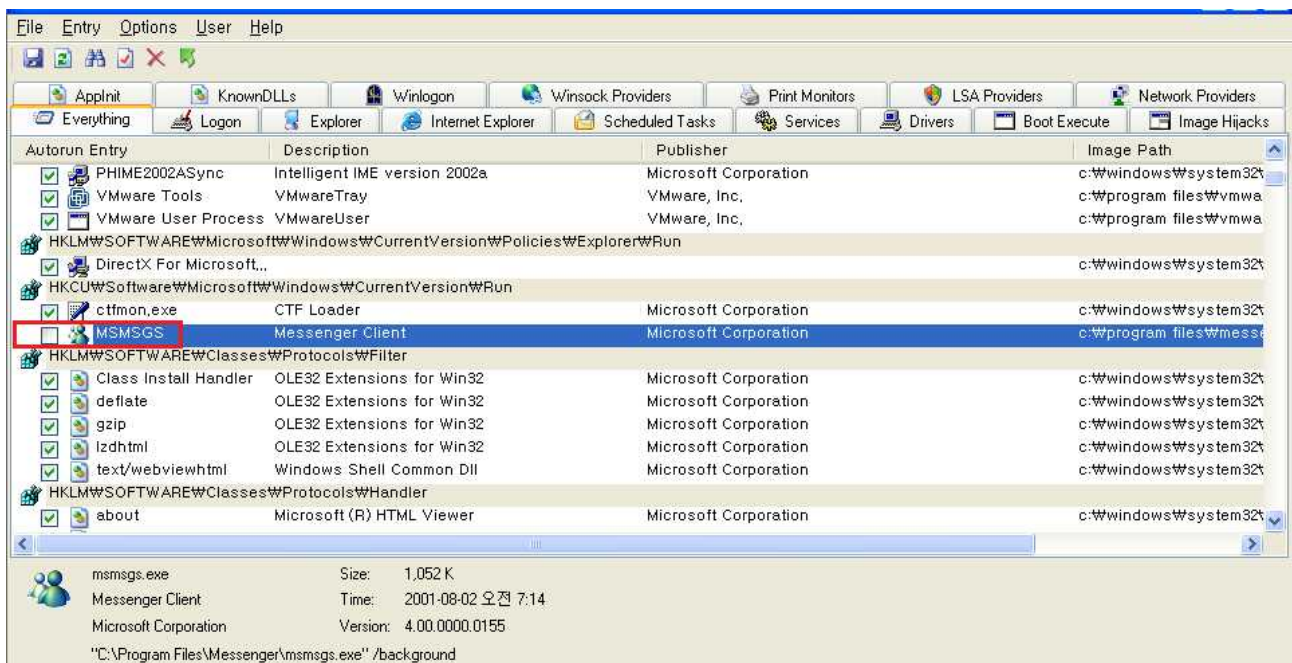 File Entry Options User Help
AppInit KnownDLLs Winlogon Winsock Providers Print Monitors LSA Providers Network Providers
Everything Logon Explorer Internet Explorer Scheduled Tasks Services Drivers Boot Execute Image Hijacks
Autorun Entry Description Publisher Image Path
PHIME2002ASync Intelligent IME version 2002a Microsoft Corporation c:₩windows₩system32₩
VMware Tools VMwareTray VMware, Inc. c:₩program files₩vmwa
VMware User Process VMwareUser VMware, Inc. c:₩program files₩vmwa
HKLM₩SOFTWARE₩Microsoft₩Windows₩CurrentVersion₩Policies₩Explorer₩Run
DirectX For Microsoft... c:₩windows₩system32₩
HKCU₩Software₩Microsoft₩Windows₩CurrentVersion₩Run
ctfmon.exe CTF Loader Microsoft Corporation c:₩windows₩system32₩
MSMSGS Messenger Client Microsoft Corporation c:₩program files₩messe
HKLM₩SOFTWARE₩Classes₩Protocols₩Filter
Class Install Handler OLE32 Extensions for Win32 Microsoft Corporation c:₩windows₩system32₩
deflate OLE32 Extensions for Win32 Microsoft Corporation c:₩windows₩system32₩
gzip OLE32 Extensions for Win32 Microsoft Corporation c:₩windows₩system32₩
lzdhtml OLE32 Extensions for Win32 Microsoft Corporation c:₩windows₩system32₩
text/webviewhtml Windows Shell Common Dll Microsoft Corporation c:₩windows₩system32₩
HKLM₩SOFTWARE₩Classes₩Protocols₩Handler
about Microsoft (R) HTML Viewer Microsoft Corporation c:₩windows₩system32₩
msmsgs.exe Size: 1,052 K
Messenger Client Time: 2001-08-02 오전 7:14
Microsoft Corporation Version: 4.00.0000.0155
"C:\Program Files\Messenger\msmsgs.exe" /background